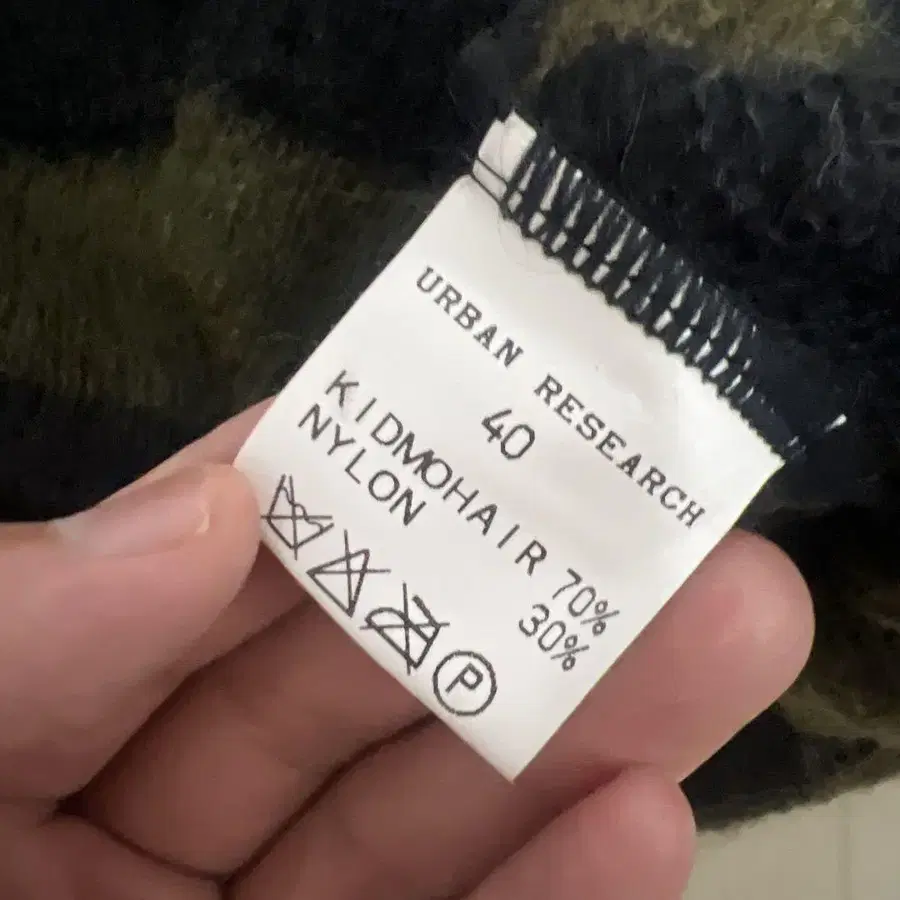 URBAN RESEARCH
40
KIDMOHAIR 70%
NYLON 30%
P